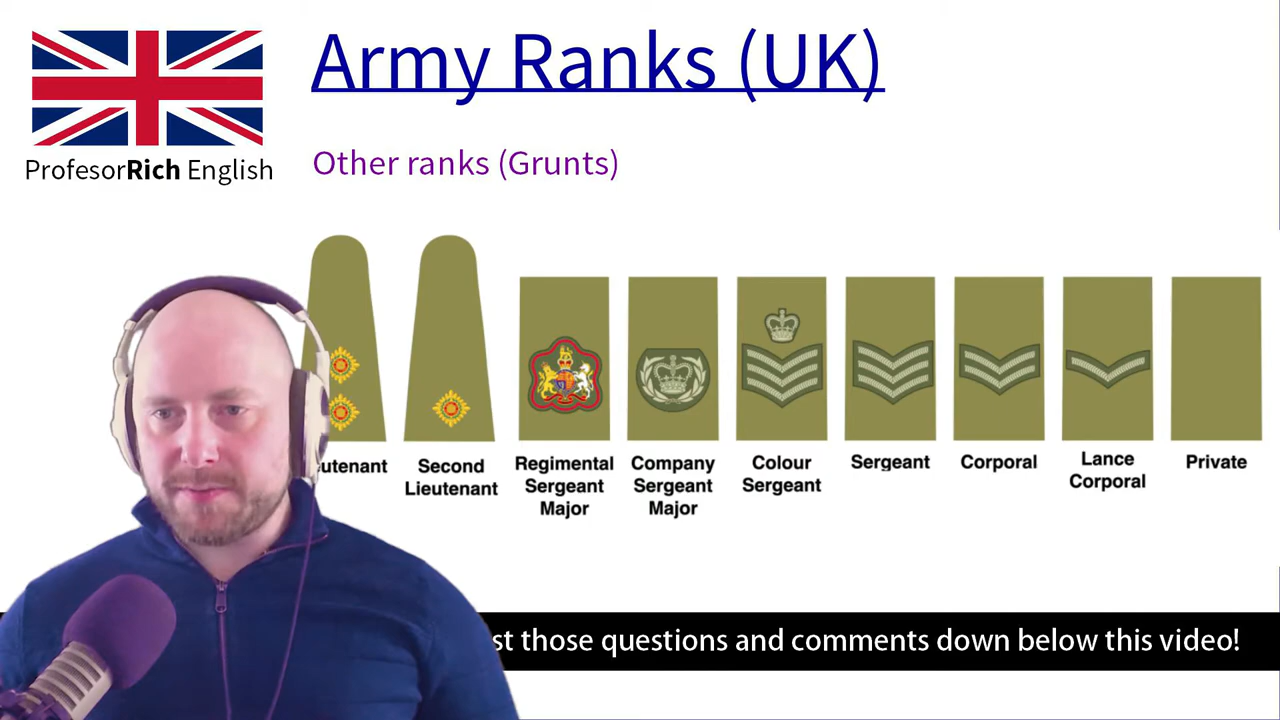 Army Ranks (UK)
ProfesorRich English
Other ranks (Grunts)
Second
Lieutenant
Regimental
Sergeant
Major
Company
Sergeant
Major
Colour
Sergeant
Sergeant
Corporal
Lance
Corporal
Private
those questions and comments down below this video!